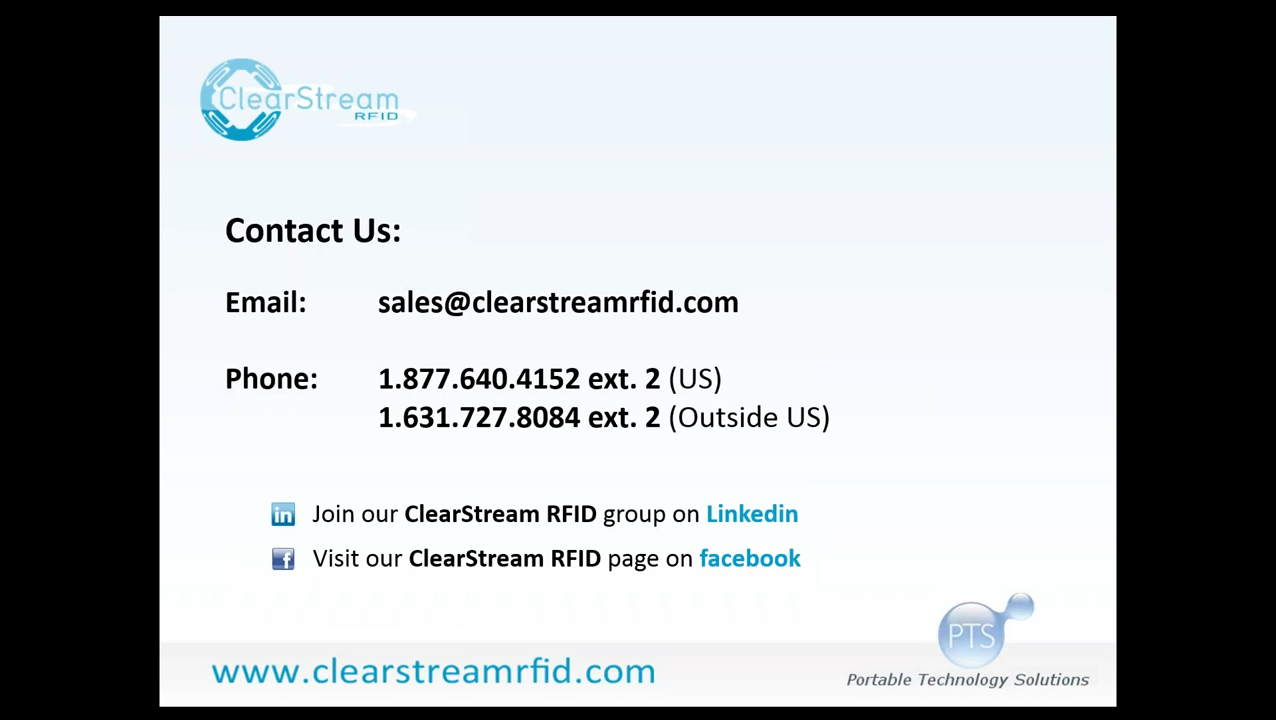 ClearStream
RFID
Contact Us:
Email: sales@clearstreamrfid.com
Phone: 1.877.640.4152 ext. 2 (US)
1.631.727.8084 ext. 2 (Outside US)
in Join our ClearStream RFID group on Linkedin
f Visit our ClearStream RFID page on facebook
PTS
www.clearstreamrfid.com
Portable Technology Solutions